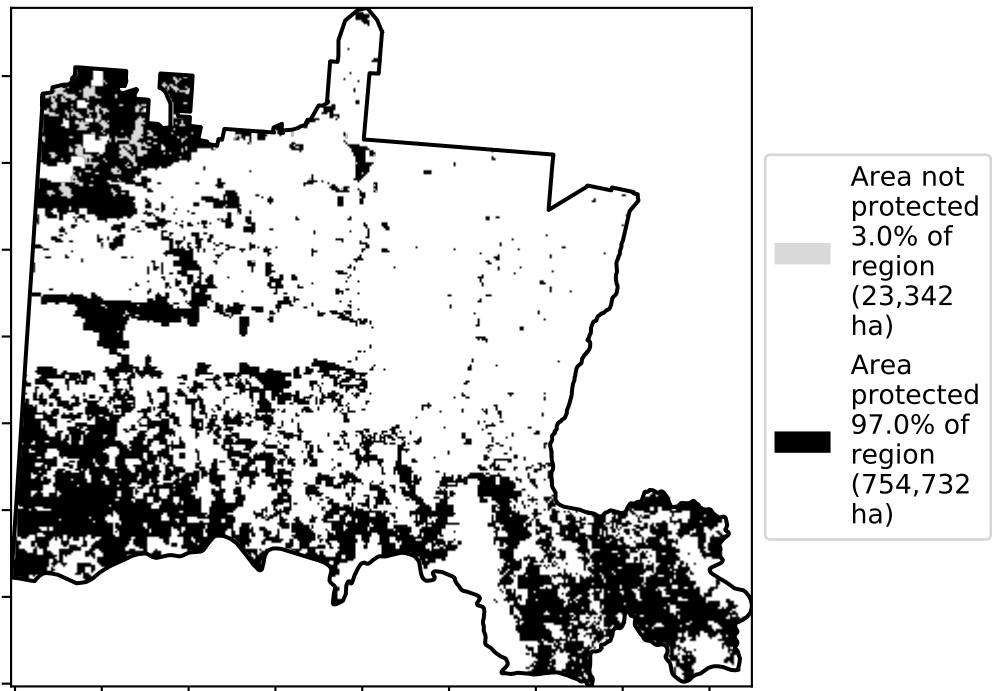 Area not
protected
3.0% of
region
(23,342
ha)
Area
protected
97.0% of
region
(754,732
ha)